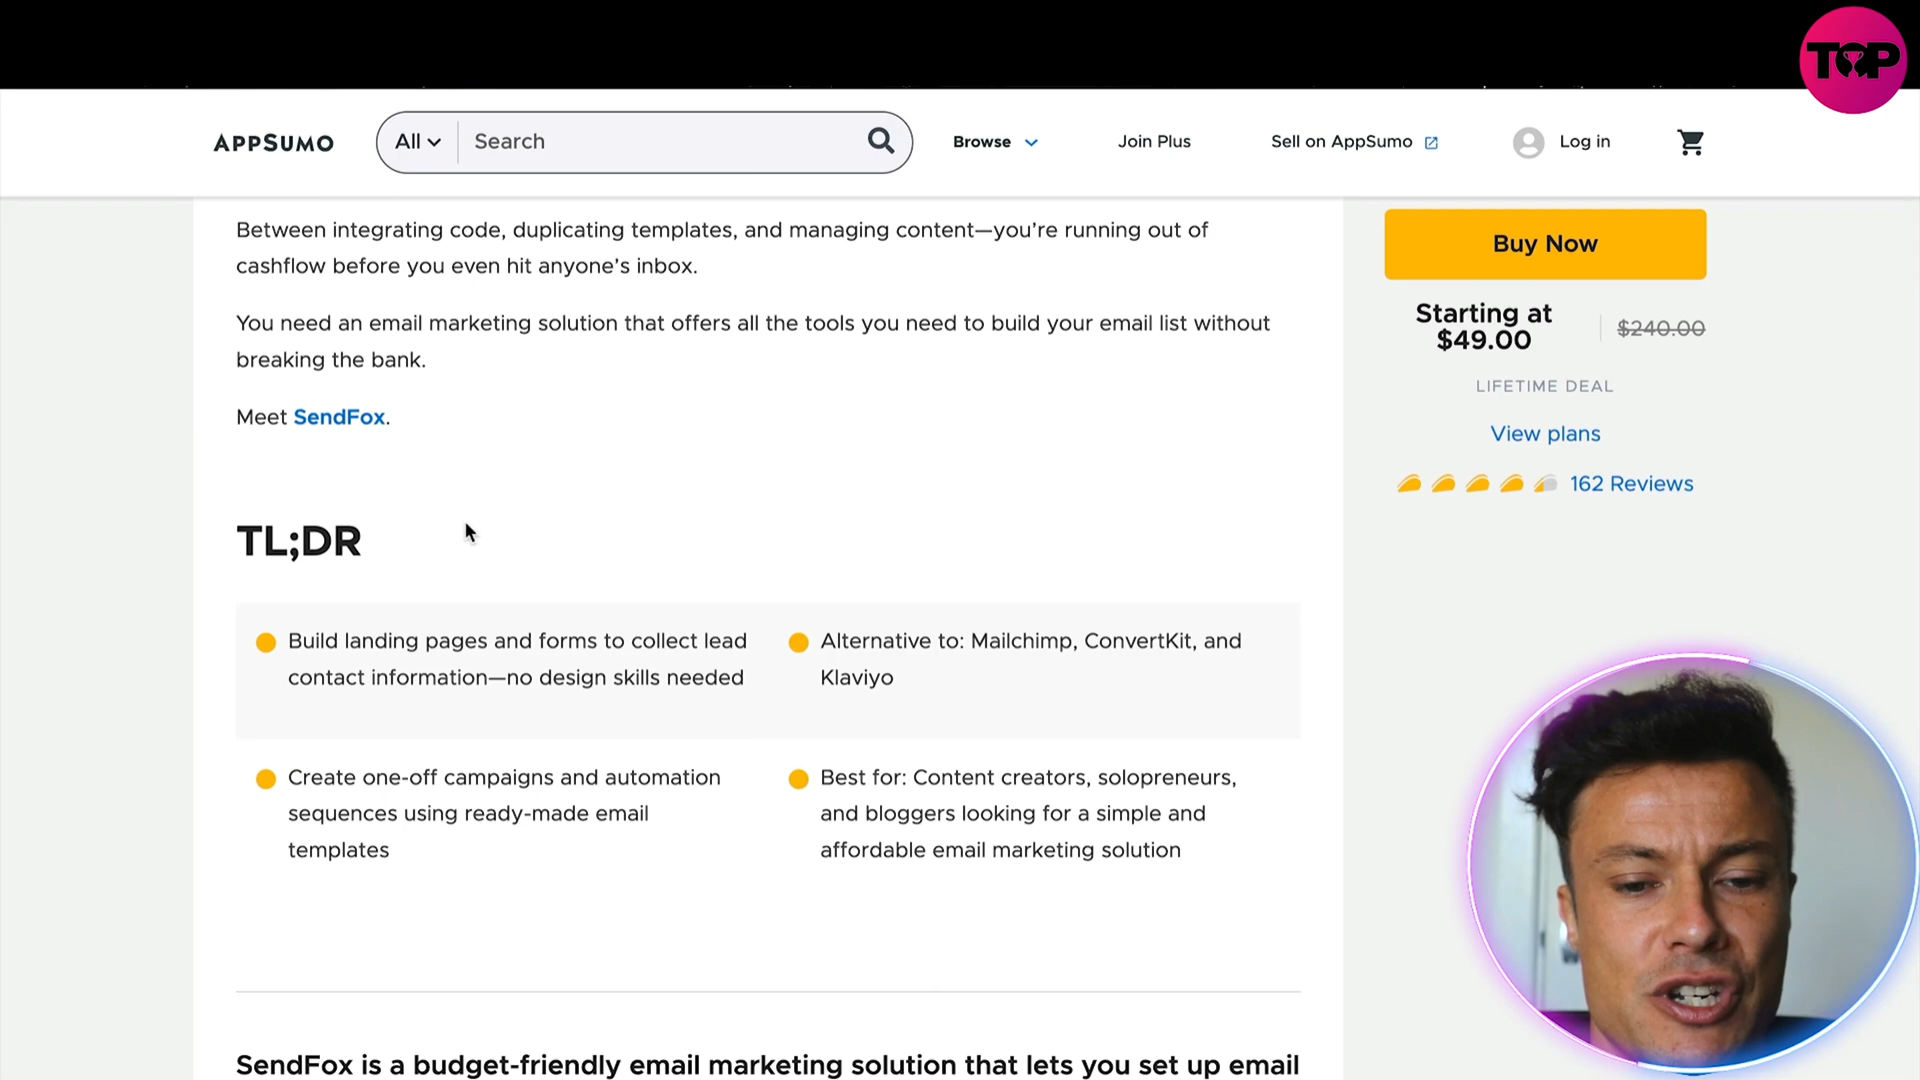 TOP
APPSUMO
All
Search
Browse
Join Plus
Sell on AppSumo
Log in
Between integrating code, duplicating templates, and managing content—you’re running out of
cashflow before you even hit anyone’s inbox.
You need an email marketing solution that offers all the tools you need to build your email list without
breaking the bank.
Meet SendFox.
TL;DR
Build landing pages and forms to collect lead
contact information—no design skills needed
Alternative to: Mailchimp, ConvertKit, and
Klaviyo
Create one-off campaigns and automation
sequences using ready-made email
templates
Best for: Content creators, solopreneurs,
and bloggers looking for a simple and
affordable email marketing solution
SendFox is a budget-friendly email marketing solution that lets you set up email
Buy Now
Starting at
$49.00
$240.00
LIFETIME DEAL
View plans
162 Reviews